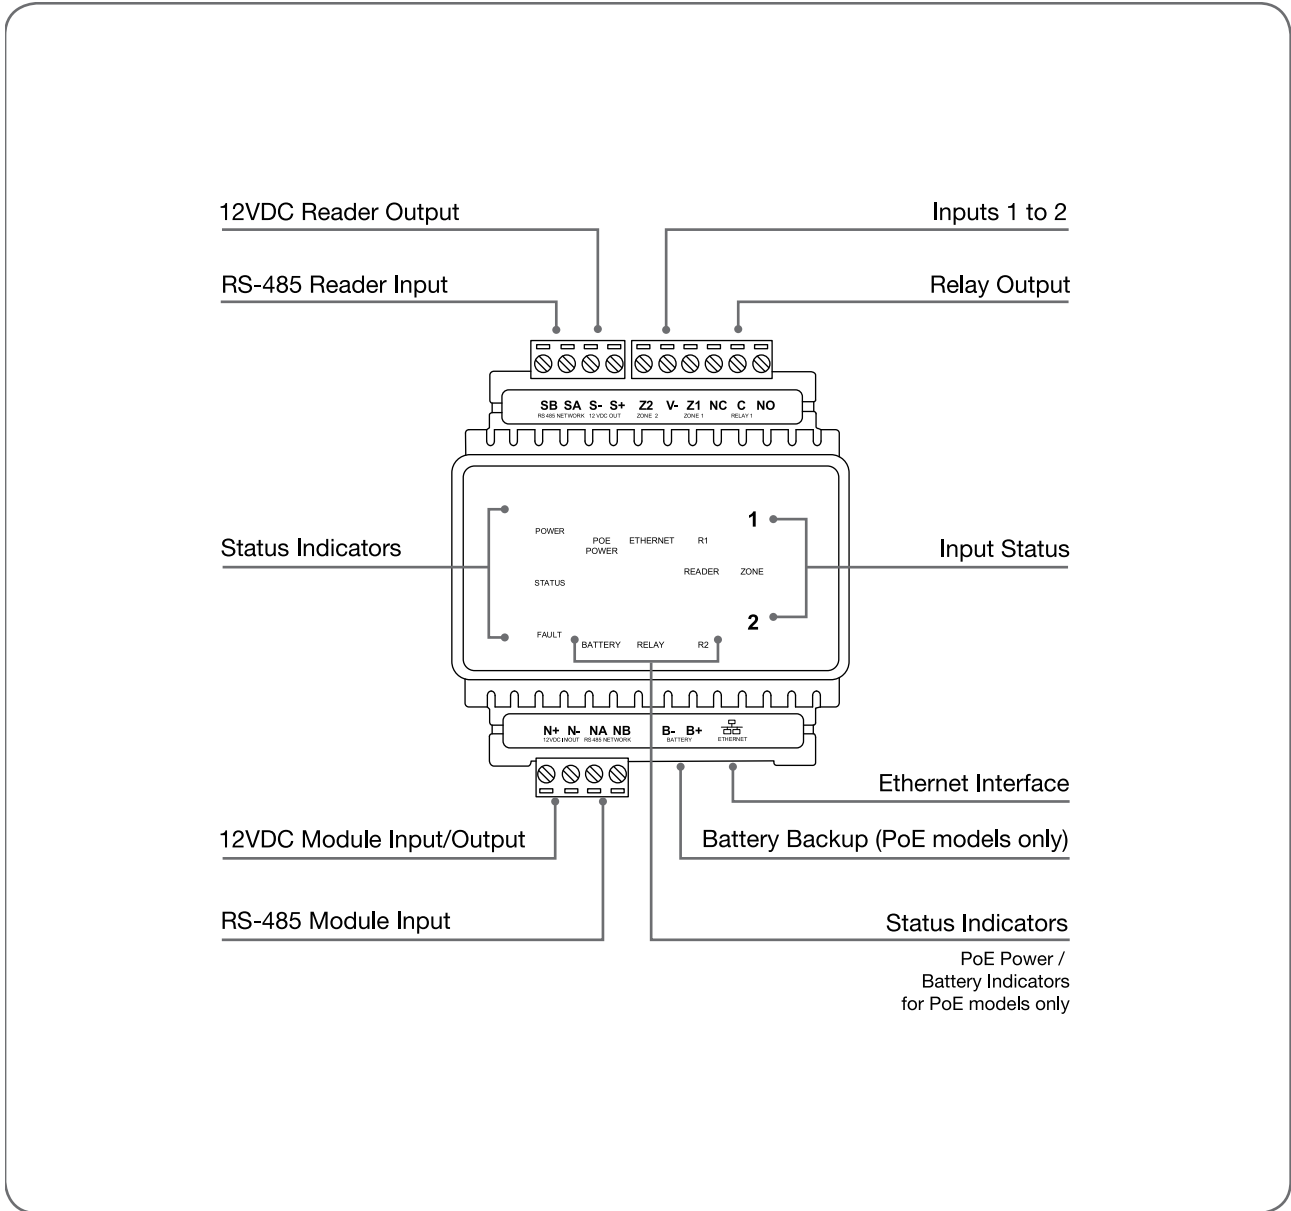 12VDC Reader Output
Inputs 1 to 2
RS-485 Reader Input
Relay Output
SB SA S- S+ Z2 V- Z1 NC C NO
RS 485 NETWORK 12 VDC OUT ZONE 2 ZONE 1 RELAY 1
Status Indicators
Input Status
POWER
POE
POWER
ETHERNET
R1
1
READER
ZONE
STATUS
2
FAULT
BATTERY
RELAY
R2
N+ N- NA NB B- B+
12VDC IN/OUT RS 485 NETWORK BATTERY ETHERNET
Ethernet Interface
12VDC Module Input/Output
Battery Backup (PoE models only)
RS-485 Module Input
Status Indicators
PoE Power /
Battery Indicators
for PoE models only